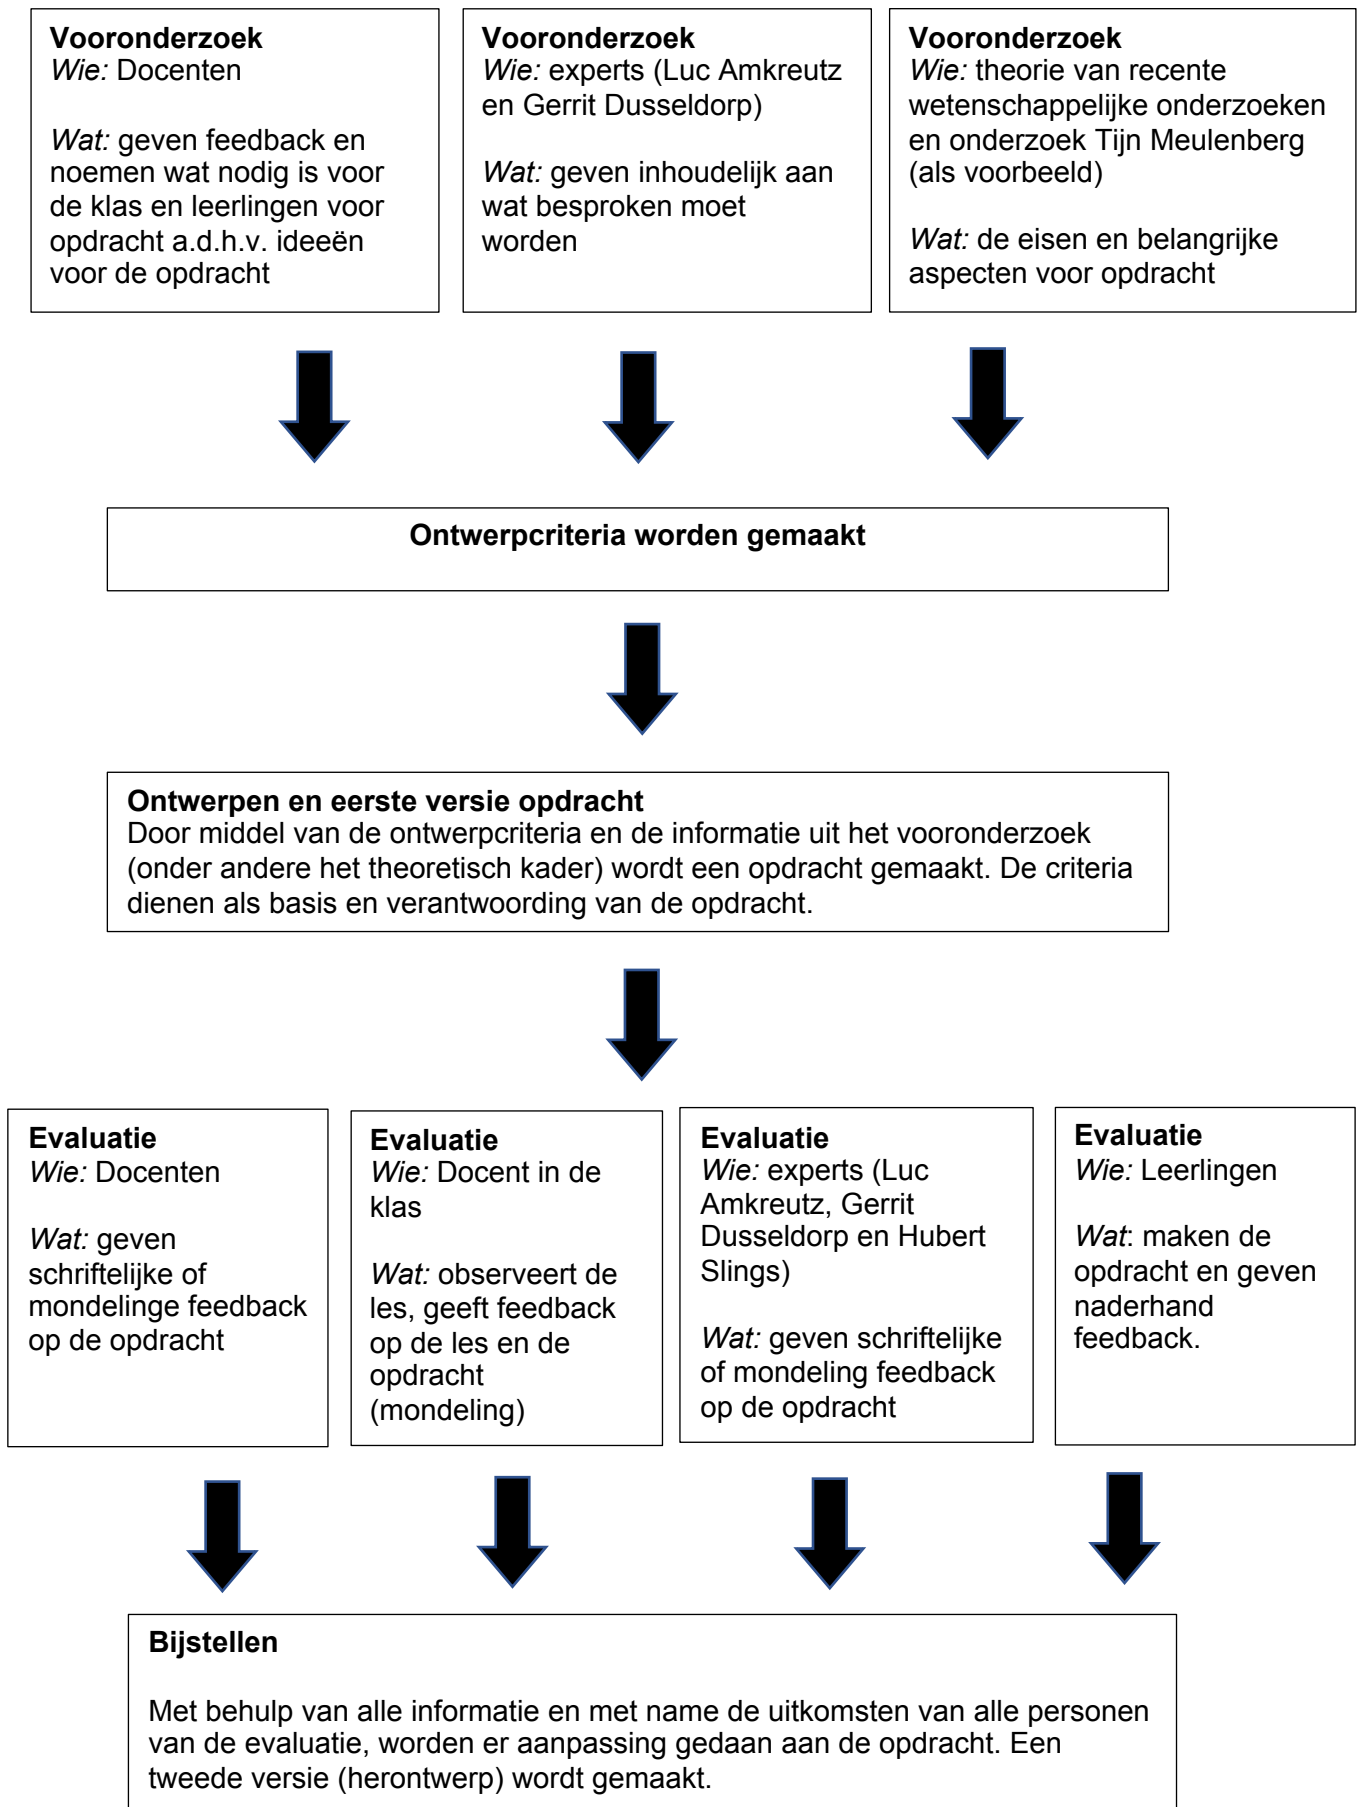 Vooronderzoek
Wie: Docenten
Wat: geven feedback en
noemen wat nodig is voor
de klas en leerlingen voor
opdracht a.d.h.v. ideeën
voor de opdracht
Vooronderzoek
Wie: experts (Luc Amkreutz
en Gerrit Dusseldorp)
Wat: geven inhoudelijk aan
wat besproken moet
worden
Vooronderzoek
Wie: theorie van recente
wetenschappelijke onderzoeken
en onderzoek Tijn Meulenberg
(als voorbeeld)
Wat: de eisen en belangrijke
aspecten voor opdracht
Ontwerpcriteria worden gemaakt
Ontwerpen en eerste versie opdracht
Door middel van de ontwerpcriteria en de informatie uit het vooronderzoek
(onder andere het theoretisch kader) wordt een opdracht gemaakt. De criteria
dienen als basis en verantwoording van de opdracht.
Evaluatie
Wie: Docenten
Wat: geven
schriftelijke of
mondelinge feedback
op de opdracht
Evaluatie
Wie: Docent in de
klas
Wat: observeert de
les, geeft feedback
op de les en de
opdracht
(mondeling)
Evaluatie
Wie: experts (Luc
Amkreutz, Gerrit
Dusseldorp en Hubert
Slings)
Wat: geven schriftelijke
of mondeling feedback
op de opdracht
Evaluatie
Wie: Leerlingen
Wat: maken de
opdracht en geven
naderhand
feedback.
Bijstellen
Met behulp van alle informatie en met name de uitkomsten van alle personen
van de evaluatie, worden er aanpassing gedaan aan de opdracht. Een
tweede versie (herontwerp) wordt gemaakt.